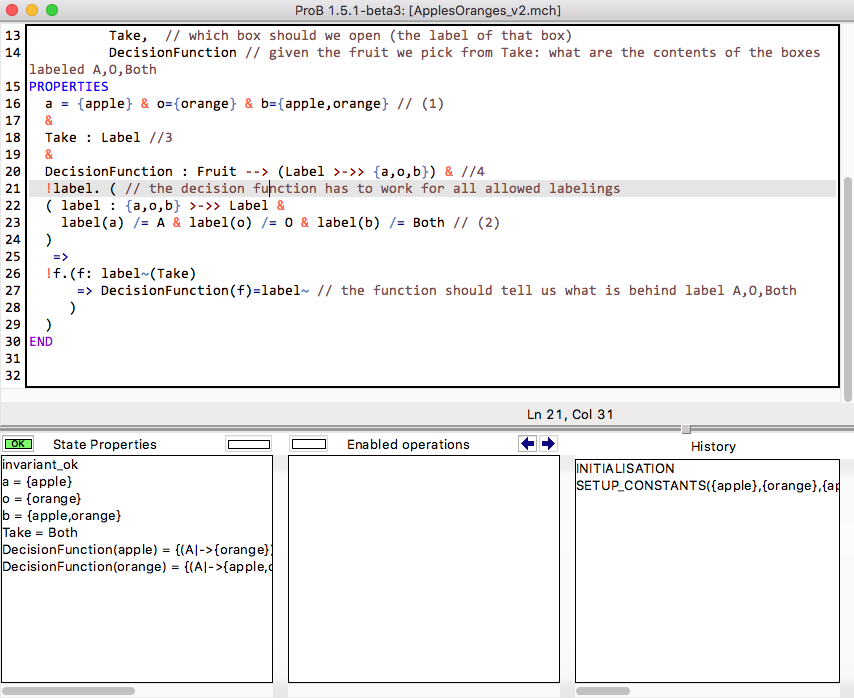 ProB 1.5.1-beta3: [ApplesOranges_v2.mch]
13 Take, // which box should we open (the label of that box)
14 DecisionFunction // given the fruit we pick from Take: what are the contents of the boxes
labeled A,O,Both
15 PROPERTIES
16 a = {apple} & o={orange} & b={apple,orange} // (1)
17 &
18 Take : Label //3
19 &
20 DecisionFunction : Fruit --> (Label >->> {a,o,b}) & //4
21 !label. ( // the decision function has to work for all allowed labelings
22 ( label : {a,o,b} >->> Label &
23 label(a) /= A & label(o) /= O & label(b) /= Both // (2)
24 )
25 =>
26 !f.(f: label~(Take)
27 => DecisionFunction(f)=label~ // the function should tell us what is behind label A,O,Both
28 )
29 )
30 END
31
32
Ln 21, Col 31
OK State Properties
invariant_ok
a = {apple}
o = {orange}
b = {apple,orange}
Take = Both
DecisionFunction(apple) = {(A|->{orange})
DecisionFunction(orange) = {(A|->{apple,o
Enabled operations
History
INITIALISATION
SETUP_CONSTANTS({apple},{orange},{ap